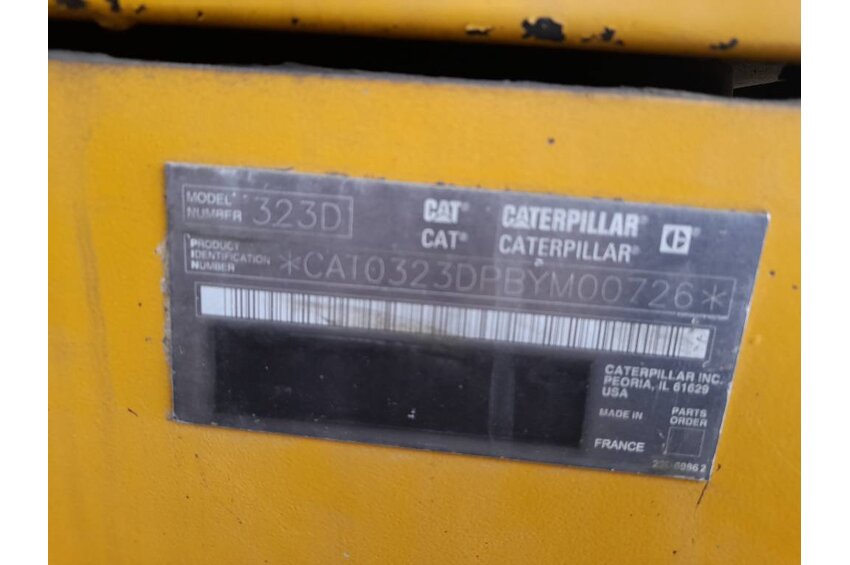 MODEL NUMBER 323D
CAT® CATERPILLAR®
CAT® CATERPILLAR®
PRODUCT IDENTIFICATION NUMBER *CAT0323DPBYM00726*
CATERPILLAR INC.
PEORIA, IL 61629
USA
MADE IN
FRANCE
PARTS
ORDER